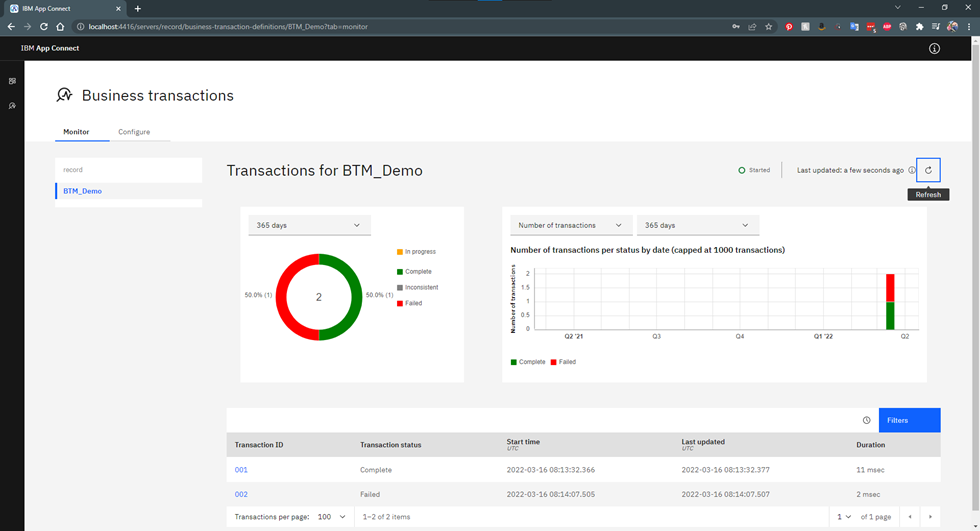 IBM App Connect
localhost:4416/servers/record/business-transaction-definitions/BTM_Demo?tab=monitor
IBM App Connect
Business transactions
Monitor
Configure
record
BTM_Demo
Transactions for BTM_Demo
Started
Last updated: a few seconds ago
Refresh
365 days
In progress
Complete
Inconsistent
Failed
50.0% (1)
2
50.0% (1)
Number of transactions
365 days
Number of transactions per status by date (capped at 1000 transactions)
Number of transactions
2
1.5
1
0.5
0
Q2 '21
Q3
Q4
Q1 '22
Q2
Complete
Failed
Filters
Transaction ID Transaction status Start time Last updated Duration
UTC UTC
001 Complete 2022-03-16 08:13:32.366 2022-03-16 08:13:32.377 11 msec
002 Failed 2022-03-16 08:14:07.505 2022-03-16 08:14:07.507 2 msec
Transactions per page: 100 1–2 of 2 items 1 of 1 page